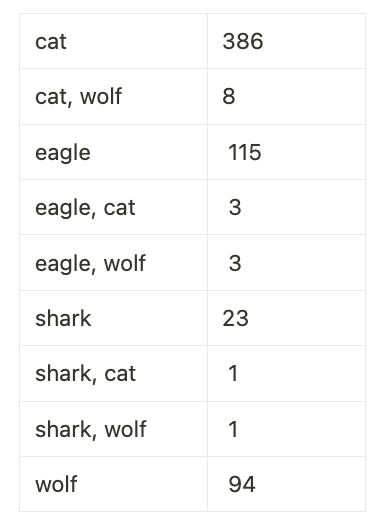 cat 386
cat, wolf 8
eagle 115
eagle, cat 3
eagle, wolf 3
shark 23
shark, cat 1
shark, wolf 1
wolf 94